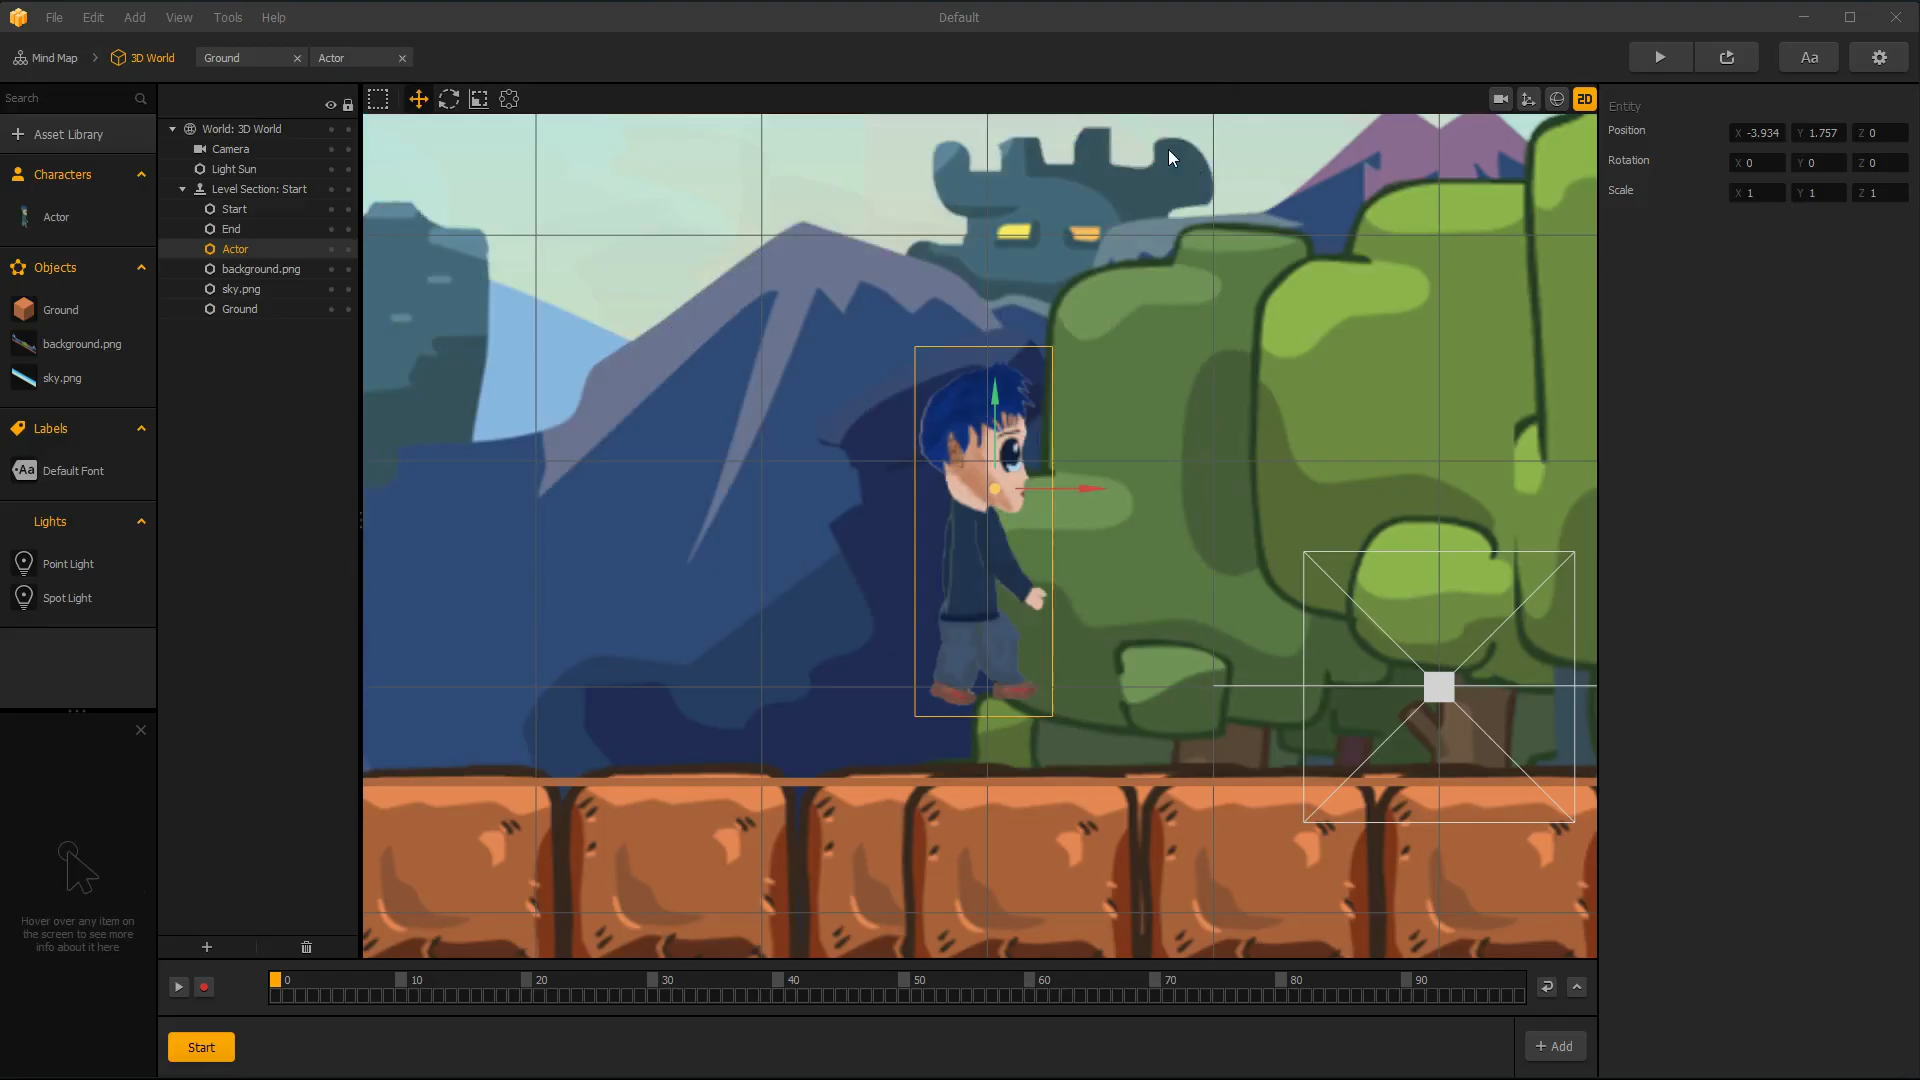 File Edit Add View Tools Help
Default
Mind Map 3D World Ground Actor
Aa
Search
Asset Library
Characters
Actor
Objects
Ground
background.png
sky.png
Labels
Aa Default Font
Lights
Point Light
Spot Light
Hover over any item on
the screen to see more
info about it here
World: 3D World
Camera
Light Sun
Level Section: Start
Start
End
Actor
background.png
sky.png
Ground
2D
Entity
Position X -3.934 Y 1.757 Z 0
Rotation X 0 Y 0 Z 0
Scale X 1 Y 1 Z 1
0 10 20 30 40 50 60 70 80 90
Start
+ Add